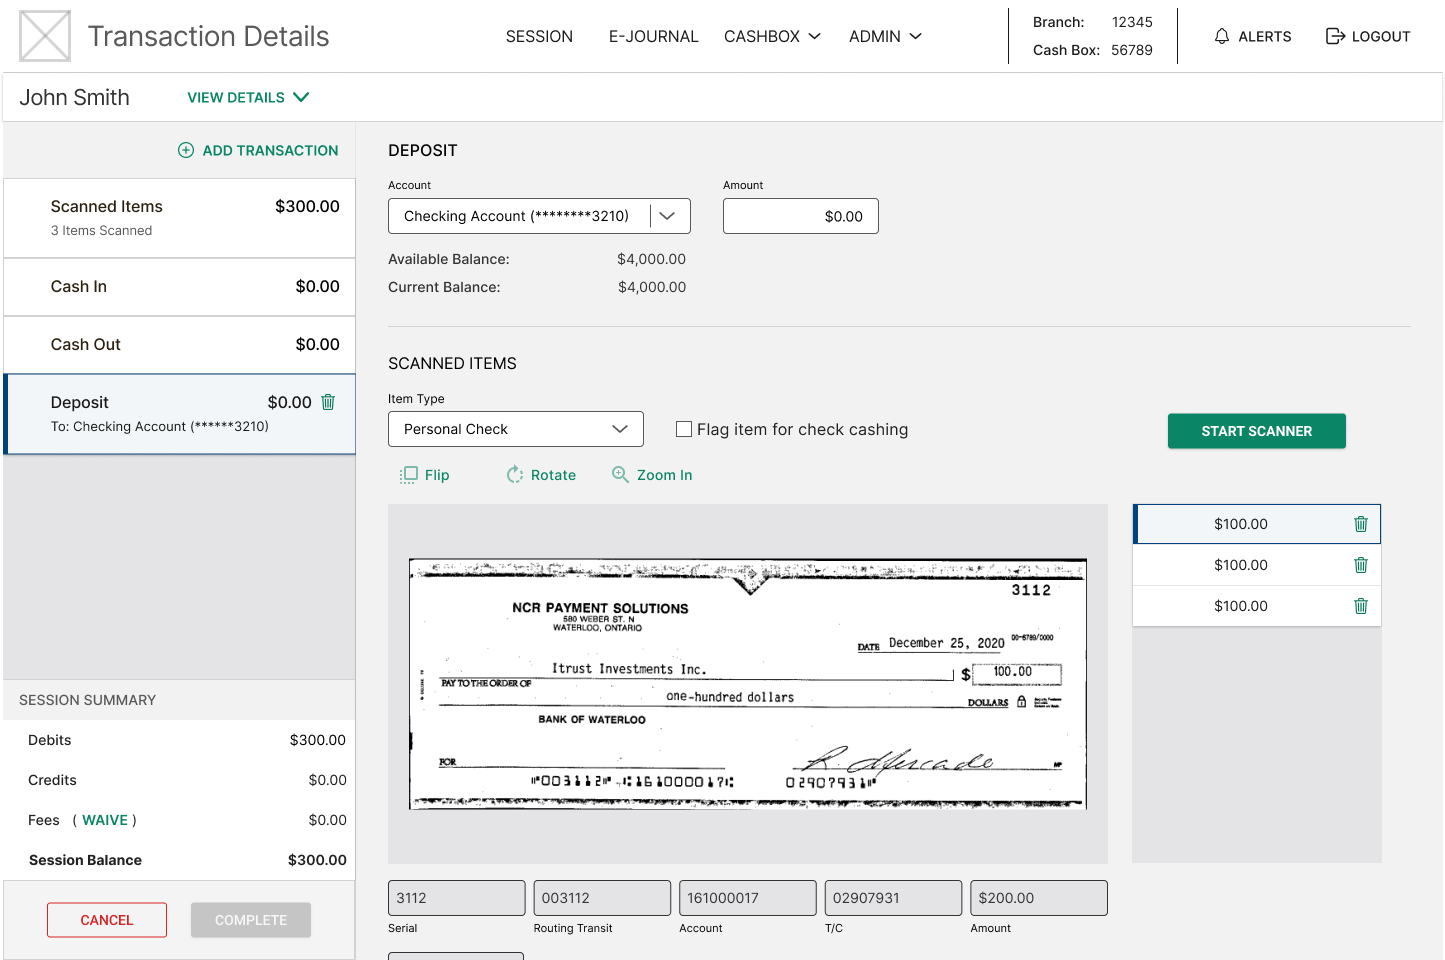 Transaction Details
SESSION
E-JOURNAL
CASHBOX
ADMIN
Branch: 12345
Cash Box: 56789
ALERTS
LOGOUT
John Smith
VIEW DETAILS
ADD TRANSACTION
Scanned Items $300.00
3 Items Scanned
Cash In $0.00
Cash Out $0.00
Deposit $0.00
To: Checking Account (******3210)
SESSION SUMMARY
Debits $300.00
Credits $0.00
Fees ( WAIVE ) $0.00
Session Balance $300.00
CANCEL
COMPLETE
DEPOSIT
Account
Checking Account (********3210)
Amount
$0.00
Available Balance: $4,000.00
Current Balance: $4,000.00
SCANNED ITEMS
Item Type
Personal Check
Flag item for check cashing
START SCANNER
Flip
Rotate
Zoom In
3112
NCR PAYMENT SOLUTIONS
580 WEBER ST. N
WATERLOO, ONTARIO
DATE December 25, 2020 00-6789/0000
Itrust Investments Inc.
PAY TO THE ORDER OF $ 100.00
one-hundred dollars
DOLLARS
BANK OF WATERLOO
FOR R. Mercado MP
⑈003112⑈ ⑆161000017⑆ 02907931⑈
$100.00
$100.00
$100.00
3112
Serial
003112
Routing Transit
161000017
Account
02907931
T/C
$200.00
Amount